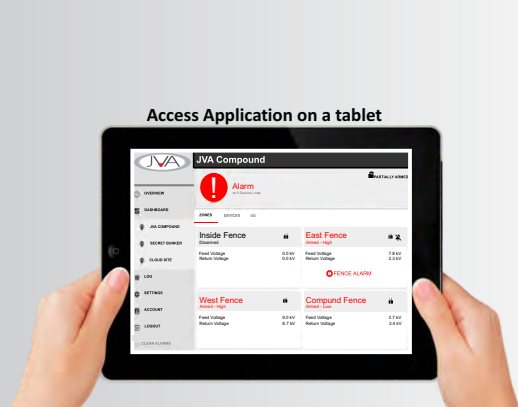 Access Application on a tablet
JVA
JVA Compound
PARTIALLY ARMED
Alarm
OVERVIEW
DASHBOARD
JVA COMPOUND
SECRET BUNKER
CLOUD SITE
LOG
SETTINGS
ACCOUNT
LOGOUT
CLEAR ALARMS
ZONES DEVICES I/O
Inside Fence
Disarmed
Feed Voltage 0.0 kV
Return Voltage 0.0 kV
East Fence
Armed - High
Feed Voltage 7.8 kV
Return Voltage 2.3 kV
FENCE ALARM
West Fence
Armed - High
Feed Voltage 9.0 kV
Return Voltage 8.7 kV
Compund Fence
Armed - Low
Feed Voltage 3.7 kV
Return Voltage 3.4 kV